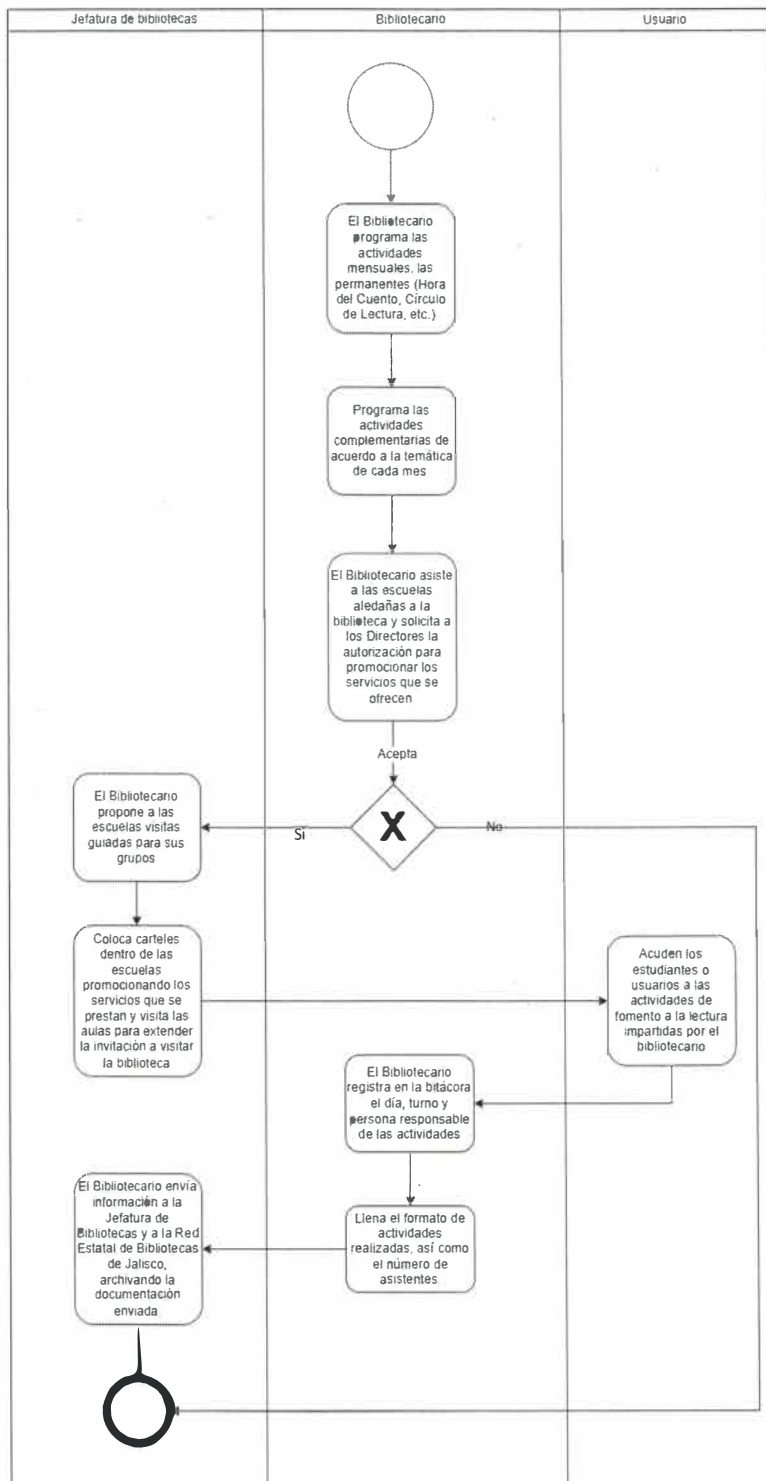 Jefatura de bibliotecas
Bibliotecario
Usuario
El Bibliotecario
programa las
actividades
mensuales, las
permanentes (Hora
del Cuento, Círculo
de Lectura, etc.)
Programa las
actividades
complementarias de
acuerdo a la temática
de cada mes
El Bibliotecario asiste
a las escuelas
aledañas a la
biblioteca y solicita a
los Directores la
autorización para
promocionar los
servicios que se
ofrecen
Acepta
X
Si
No
El Bibliotecario
propone a las
escuelas visitas
guiadas para sus
grupos
Coloca carteles
dentro de las
escuelas
promocionando los
servicios que se
prestan y visita las
aulas para extender
la invitación a visitar
la biblioteca
Acuden los
estudiantes o
usuarios a las
actividades de
fomento a la lectura
impartidas por el
bibliotecario
El Bibliotecario
registra en la bitácora
el día, turno y
persona responsable
de las actividades
Llena el formato de
actividades
realizadas, así como
el número de
asistentes
El Bibliotecario envía
información a la
Jefatura de
Bibliotecas y a la Red
Estatal de Bibliotecas
de Jalisco,
archivando la
documentación
enviada